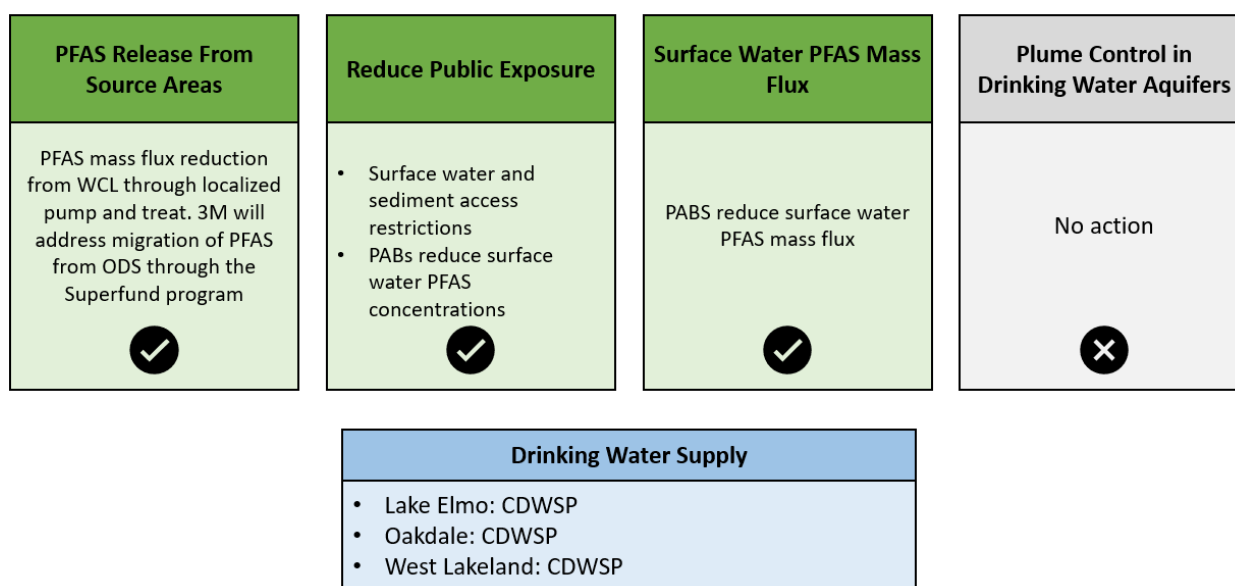 PFAS Release From
Source Areas
PFAS mass flux reduction
from WCL through localized
pump and treat. 3M will
address migration of PFAS
from ODS through the
Superfund program
Reduce Public Exposure
• Surface water and
sediment access
restrictions
• PABs reduce surface
water PFAS
concentrations
Surface Water PFAS Mass
Flux
PABS reduce surface water
PFAS mass flux
Plume Control in
Drinking Water Aquifers
No action
Drinking Water Supply
• Lake Elmo: CDWSP
• Oakdale: CDWSP
• West Lakeland: CDWSP